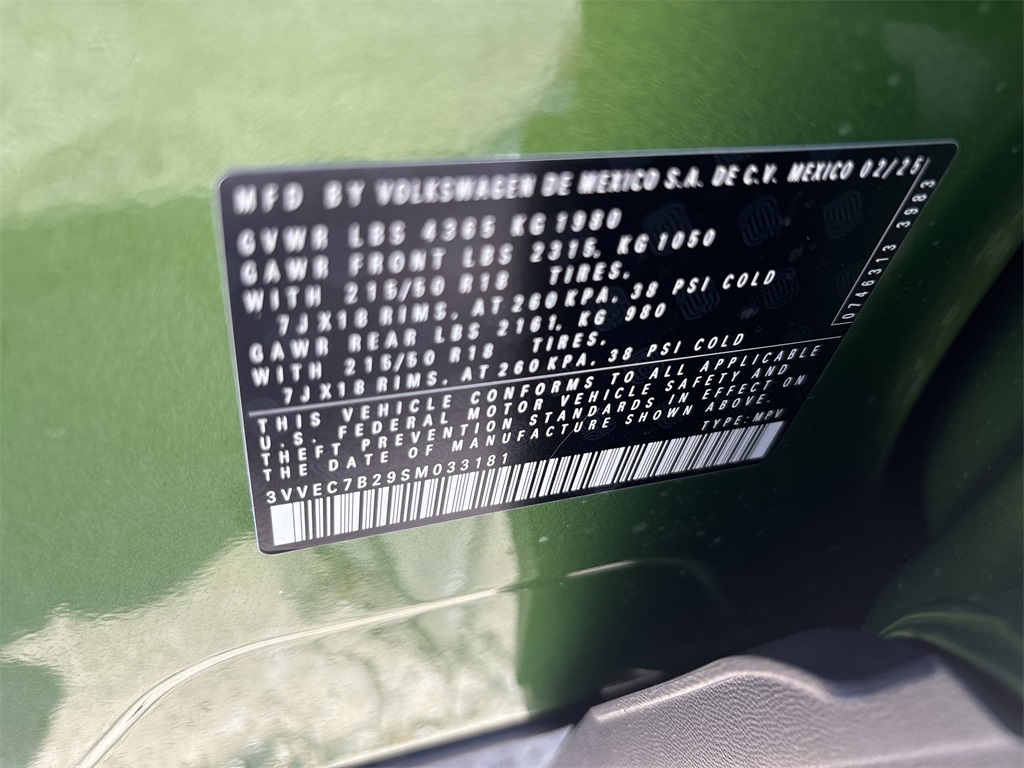 MFD BY VOLKSWAGEN DE MEXICO S.A. DE C.V. MEXICO 02/25
GVWR LBS 4365 KG 1980
GAWR FRONT LBS 2315, KG 1050
WITH 215/50 R18 TIRES.
7JX18 RIMS. AT 260 KPA. 38 PSI COLD
GAWR REAR LBS 2161, KG 980
WITH 215/50 R18 TIRES.
7JX18 RIMS. AT 260 KPA. 38 PSI COLD
THIS VEHICLE CONFORMS TO ALL APPLICABLE
U.S. FEDERAL MOTOR VEHICLE SAFETY AND
THEFT PREVENTION STANDARDS IN EFFECT ON
THE DATE OF MANUFACTURE SHOWN ABOVE.
TYPE: MPV
3VVEC7B29SM033181
0746313 3983